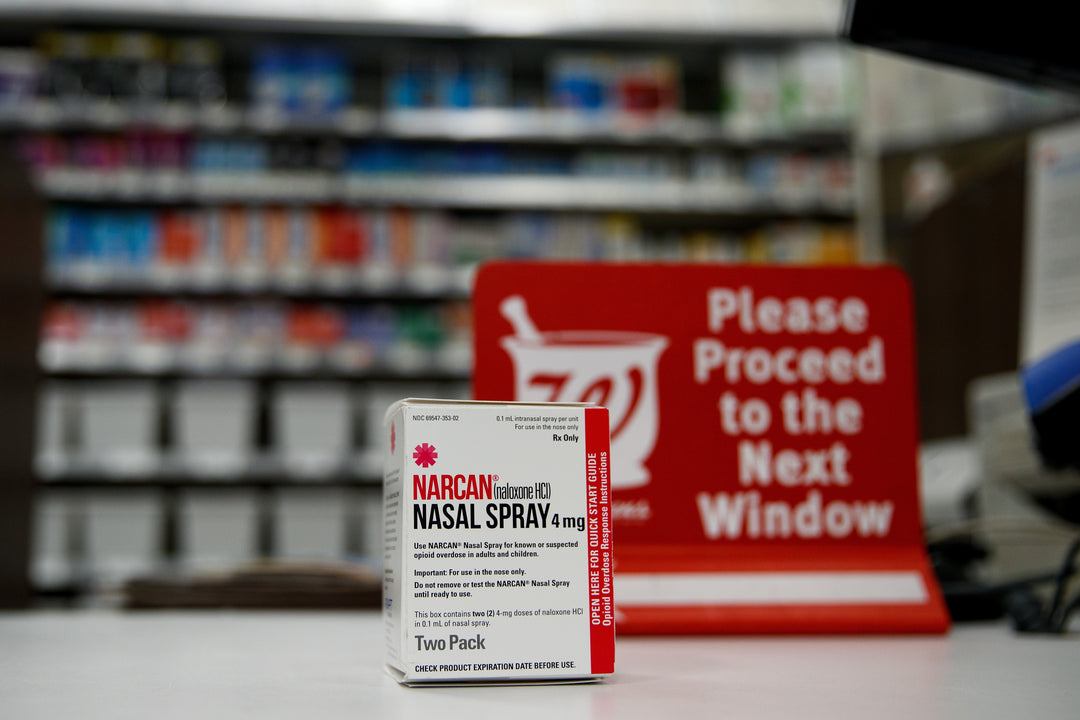 NDC 69547-353-02
0.1 mL intranasal spray per unit
For use in the nose only
Rx Only
NARCAN® (naloxone HCl)
NASAL SPRAY 4 mg
Use NARCAN® Nasal Spray for known or suspected
opioid overdose in adults and children.
Important: For use in the nose only.
Do not remove or test the NARCAN® Nasal Spray
until ready to use.
This box contains two (2) 4-mg doses of naloxone HCl
in 0.1 mL of nasal spray.
Two Pack
CHECK PRODUCT EXPIRATION DATE BEFORE USE.
OPEN HERE FOR QUICK START GUIDE
Opioid Overdose Response Instructions
W
Please
Proceed
to the
Next
Window